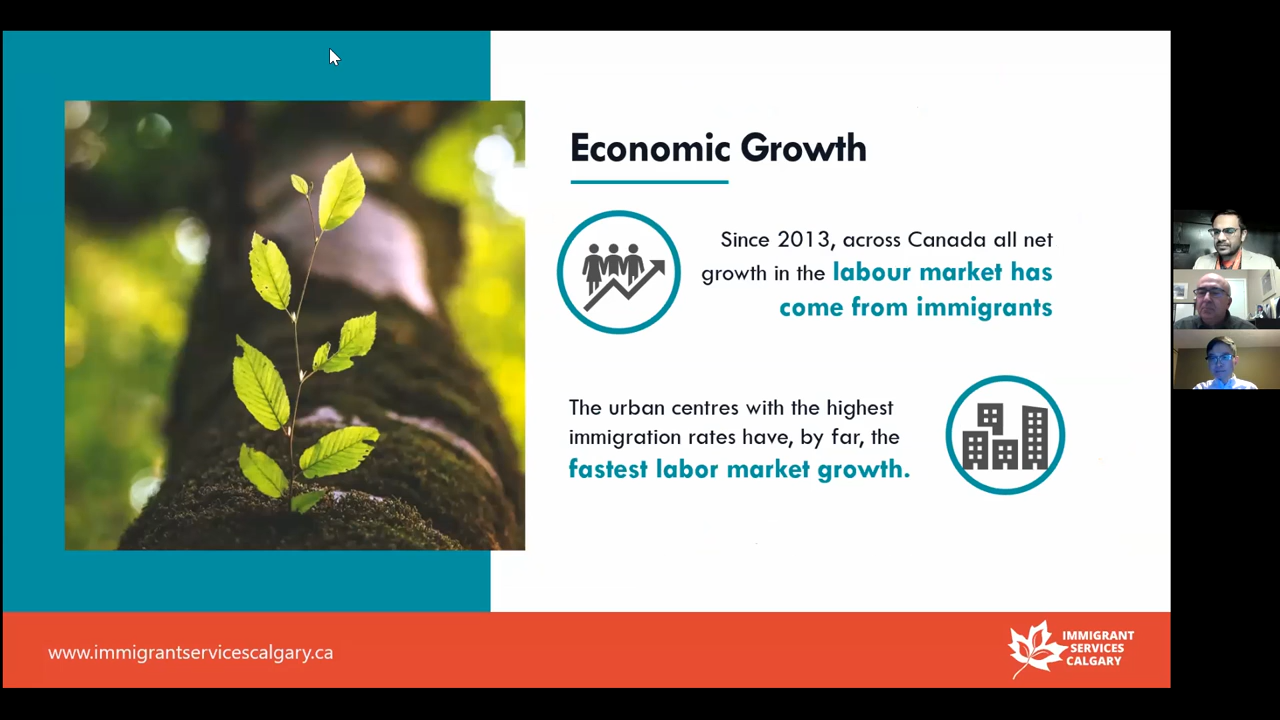 Economic Growth
Since 2013, across Canada all net
growth in the labour market has
come from immigrants
The urban centres with the highest
immigration rates have, by far, the
fastest labor market growth.
www.immigrantservicescalgary.ca
IMMIGRANT
SERVICES
CALGARY